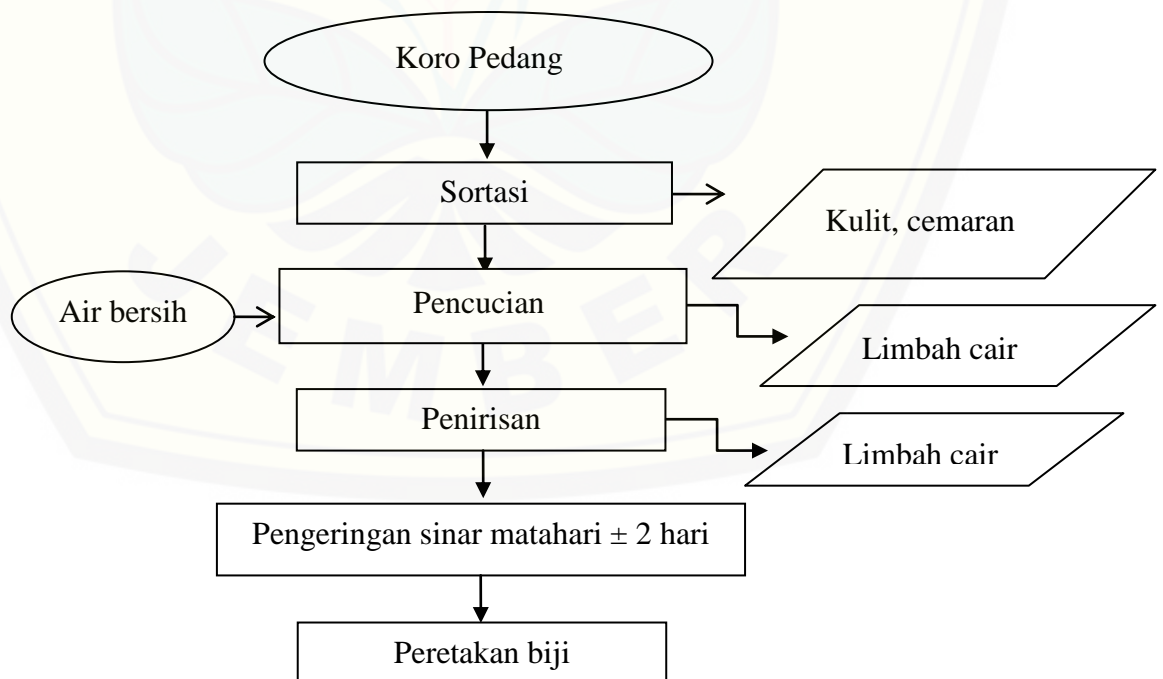 Koro Pedang
Sortasi
Kulit, cemaran
Air bersih
Pencucian
Limbah cair
Penirisan
Limbah cair
Pengeringan sinar matahari ± 2 hari
Peretakan biji
JEMBER